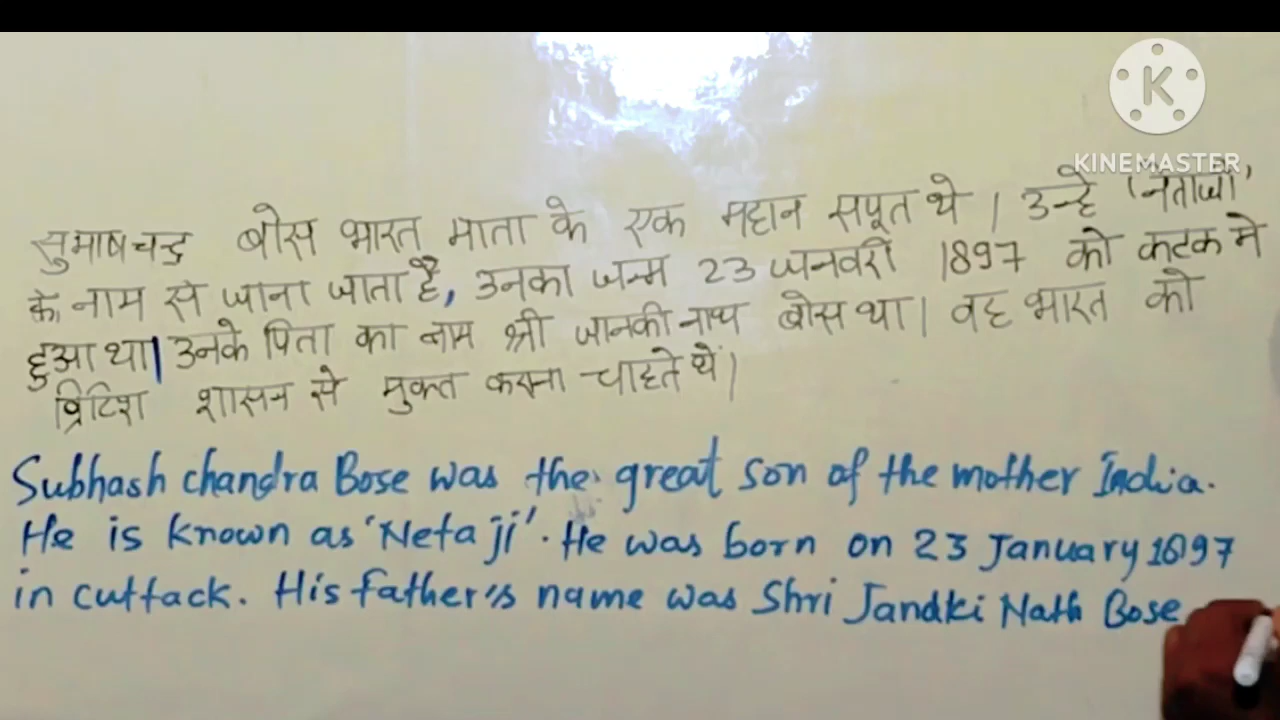 KINEMASTER
सुभाषचन्द्र बोस भारत माता के एक महान सपूत थे । उन्हे 'नेताजी'
के नाम से जाना जाता है, उनका जन्म 23 जनवरी 1897 को कटक मे
हुआ था। उनके पिता का नाम श्री जानकी नाथ बोस था। वह भारत को
ब्रिटिश शासन से मुक्त करना चाहते थे।
Subhash chandra Bose was the great son of the mother India.
He is known as 'Neta ji'. He was born on 23 January 1897
in cuttack. His father's name was Shri Jandki Nath Bose